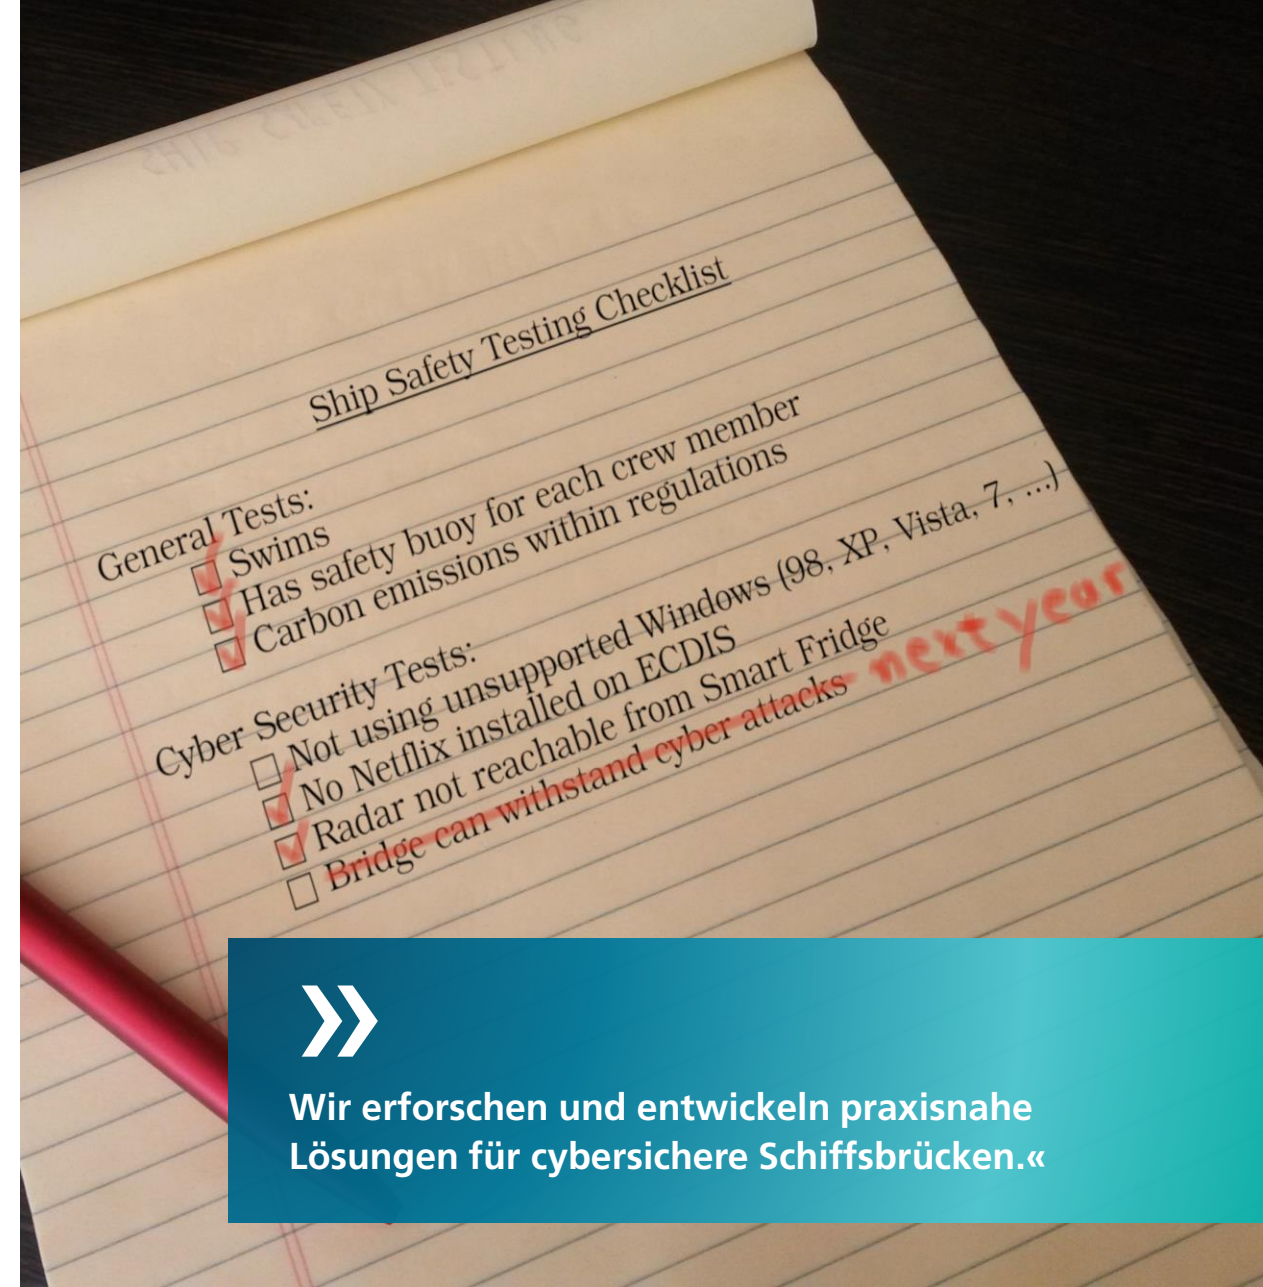 Ship Safety Testing Checklist
General Tests:
Swims
Has safety buoy for each crew member
Carbon emissions within regulations
Cyber Security Tests:
Not using unsupported Windows (98, XP, Vista, 7, ...)
No Netflix installed on ECDIS
Radar not reachable from Smart Fridge
Bridge can withstand cyber attacks next year
»
Wir erforschen und entwickeln praxisnahe
Lösungen für cybersichere Schiffsbrücken.«